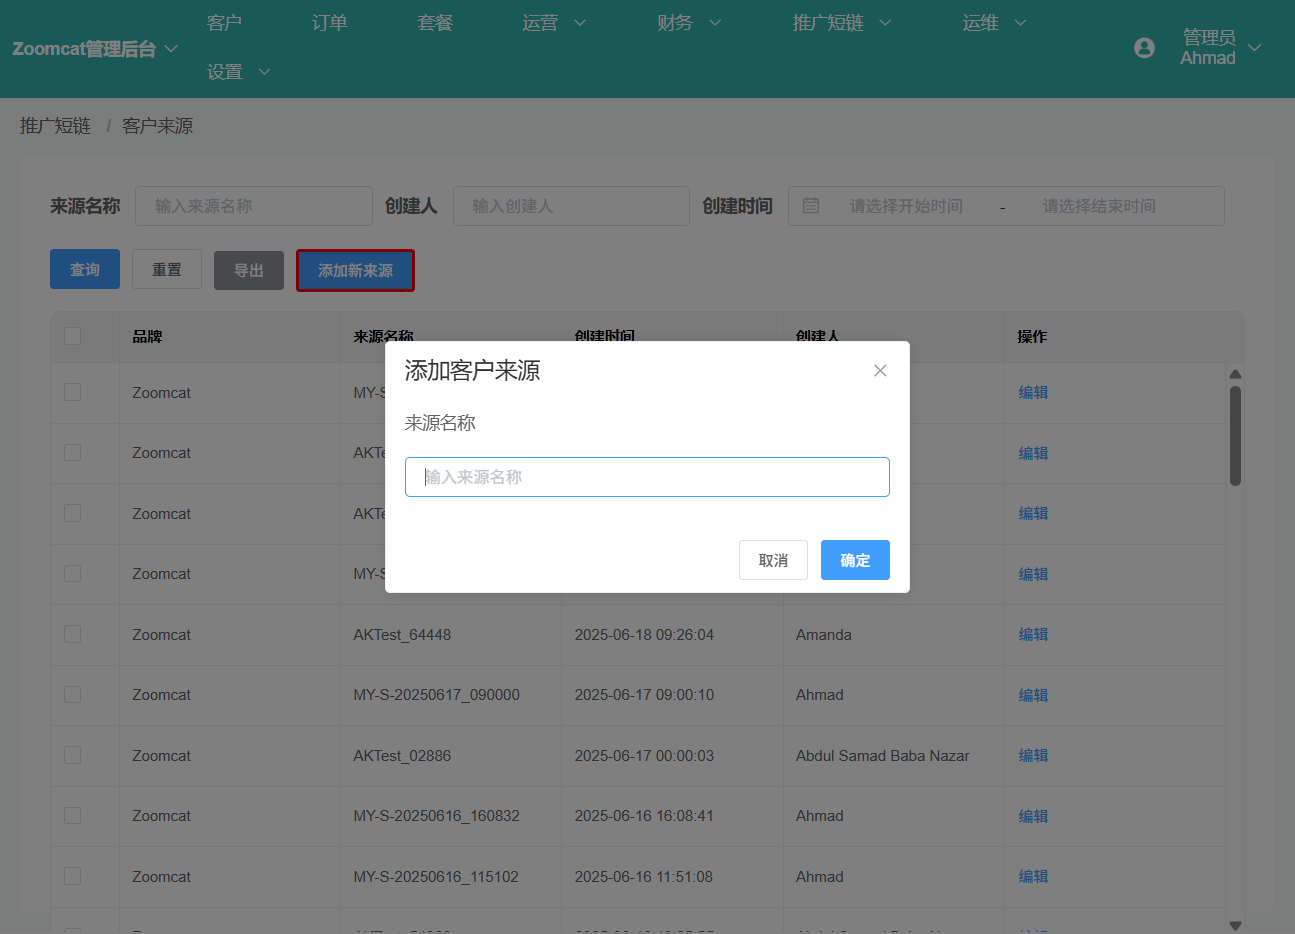 客户 订单 套餐 运营 财务 推广短链 运维
Zoomcat管理后台
管理员
Ahmad
设置
推广短链 / 客户来源
来源名称 输入来源名称 创建人 输入创建人 创建时间 请选择开始时间 - 请选择结束时间
查询 重置 导出 添加新来源
品牌 来源名称 创建时间 创建人 操作
添加客户来源
来源名称
输入来源名称
取消 确定
Zoomcat MY-S 编辑
Zoomcat AKTe 编辑
Zoomcat AKTe 编辑
Zoomcat MY-S 编辑
Zoomcat AKTest_64448 2025-06-18 09:26:04 Amanda 编辑
Zoomcat MY-S-20250617_090000 2025-06-17 09:00:10 Ahmad 编辑
Zoomcat AKTest_02886 2025-06-17 00:00:03 Abdul Samad Baba Nazar 编辑
Zoomcat MY-S-20250616_160832 2025-06-16 16:08:41 Ahmad 编辑
Zoomcat MY-S-20250616_115102 2025-06-16 11:51:08 Ahmad 编辑